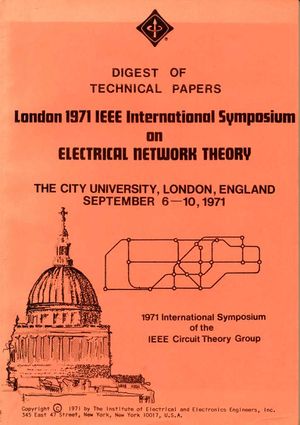 DIGEST OF
TECHNICAL PAPERS
London 1971 IEEE International Symposium
on
ELECTRICAL NETWORK THEORY
THE CITY UNIVERSITY, LONDON, ENGLAND
SEPTEMBER 6—10, 1971
1971 International Symposium
of the
IEEE Circuit Theory Group
Copyright © 1971 by The Institute of Electrical and Electronics Engineers, Inc.
345 East 47 Street, New York, New York 10017, U.S.A.